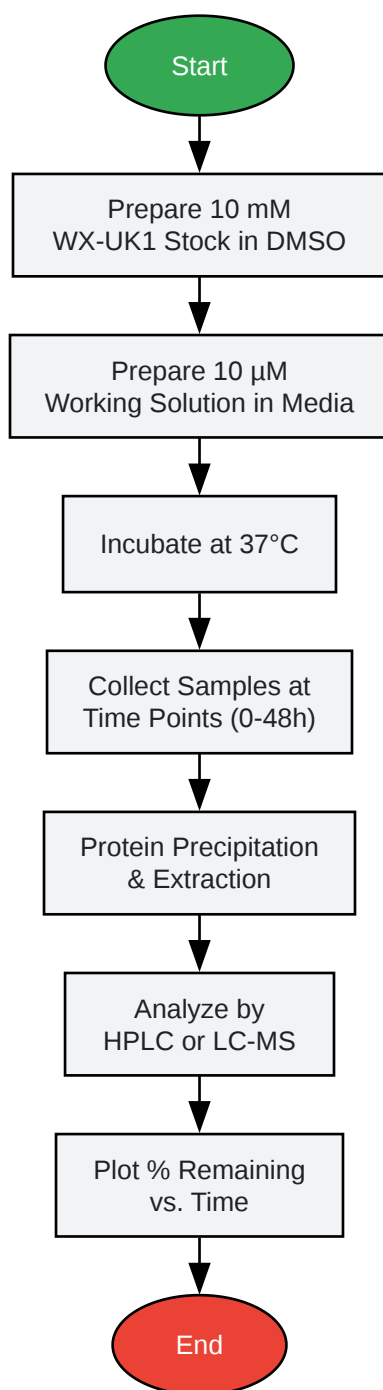 Start
Prepare 10 mM
WX-UK1 Stock in DMSO
Prepare 10 µM
Working Solution in Media
Incubate at 37°C
Collect Samples at
Time Points (0-48h)
Protein Precipitation
& Extraction
Analyze by
HPLC or LC-MS
Plot % Remaining
vs. Time
End